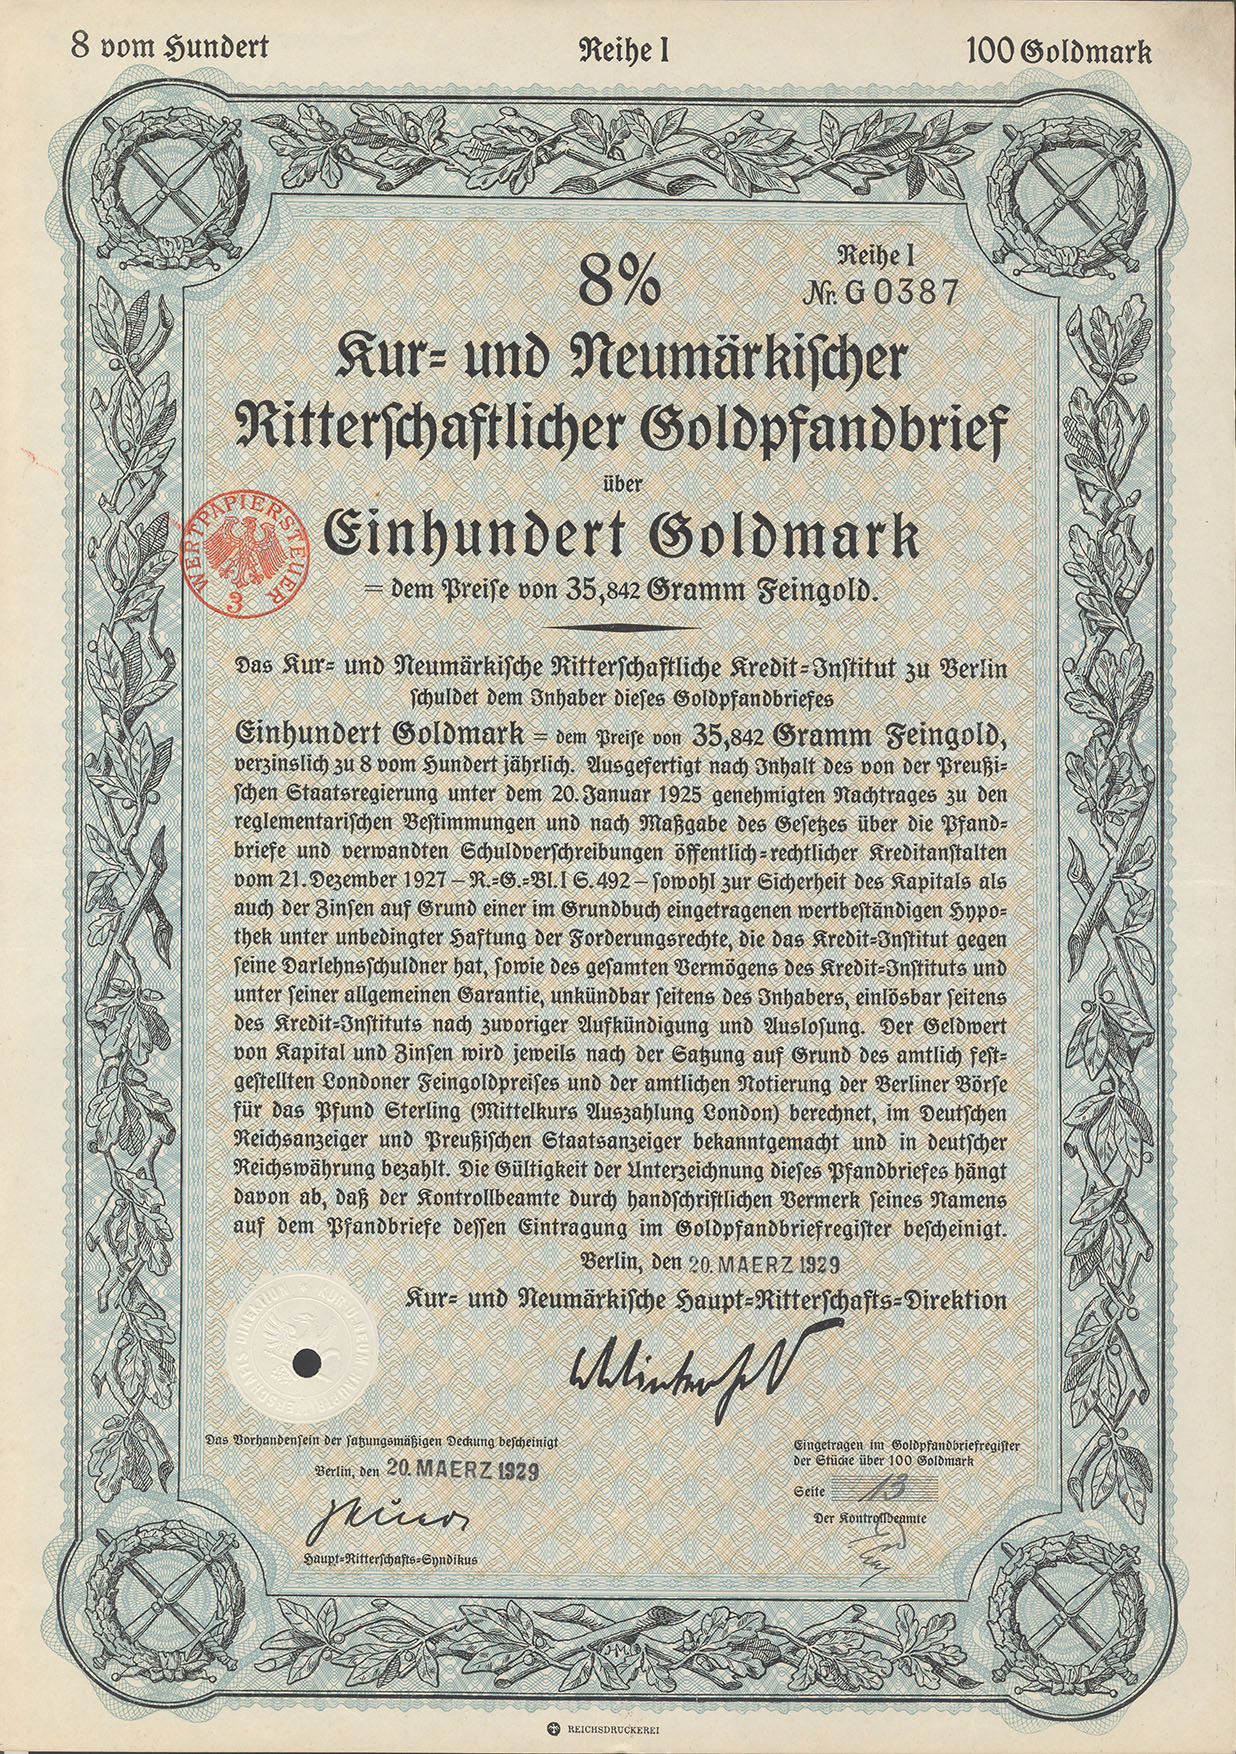 8 vom Hundert
Reihe I
100 Goldmark
8%
Reihe I
Nr. G 0387
Kur= und Neumärkischer
Ritterschaftlicher Goldpfandbrief
über
Einhundert Goldmark
= dem Preise von 35,842 Gramm Feingold.
WERTPAPIERSTEUER
3
Das Kur= und Neumärkische Ritterschaftliche Kredit=Institut zu Berlin
schuldet dem Inhaber dieses Goldpfandbriefes
Einhundert Goldmark = dem Preise von 35,842 Gramm Feingold,
verzinslich zu 8 vom Hundert jährlich. Ausgefertigt nach Inhalt des von der Preußi=
schen Staatsregierung unter dem 20. Januar 1925 genehmigten Nachtrages zu den
reglementarischen Bestimmungen und nach Maßgabe des Gesetzes über die Pfand=
briefe und verwandten Schuldverschreibungen öffentlich=rechtlicher Kreditanstalten
vom 21. Dezember 1927 – R.=G.=Bl. I S. 492 – sowohl zur Sicherheit des Kapitals als
auch der Zinsen auf Grund einer im Grundbuch eingetragenen wertbeständigen Hypo=
thek unter unbedingter Haftung der Forderungsrechte, die das Kredit=Institut gegen
seine Darlehnsschuldner hat, sowie des gesamten Vermögens des Kredit=Instituts und
unter seiner allgemeinen Garantie, unkündbar seitens des Inhabers, einlösbar seitens
des Kredit=Instituts nach zuvoriger Aufkündigung und Auslosung. Der Geldwert
von Kapital und Zinsen wird jeweils nach der Satzung auf Grund des amtlich fest=
gestellten Londoner Feingoldpreises und der amtlichen Notierung der Berliner Börse
für das Pfund Sterling (Mittelkurs Auszahlung London) berechnet, im Deutschen
Reichsanzeiger und Preußischen Staatsanzeiger bekanntgemacht und in deutscher
Reichswährung bezahlt. Die Gültigkeit der Unterzeichnung dieses Pfandbriefes hängt
davon ab, daß der Kontrollbeamte durch handschriftlichen Vermerk seines Namens
auf dem Pfandbriefe dessen Eintragung im Goldpfandbriefregister bescheinigt.
Berlin, den 20. MAERZ 1929
Kur= und Neumärkische Haupt=Ritterschafts=Direktion
Das Vorhandensein der satzungsmäßigen Deckung bescheinigt
Berlin, den 20. MAERZ 1929
Haupt=Ritterschafts=Syndikus
Eingetragen im Goldpfandbriefregister
der Stücke über 100 Goldmark
Seite 13
Der Kontrollbeamte
REICHSDRUCKEREI